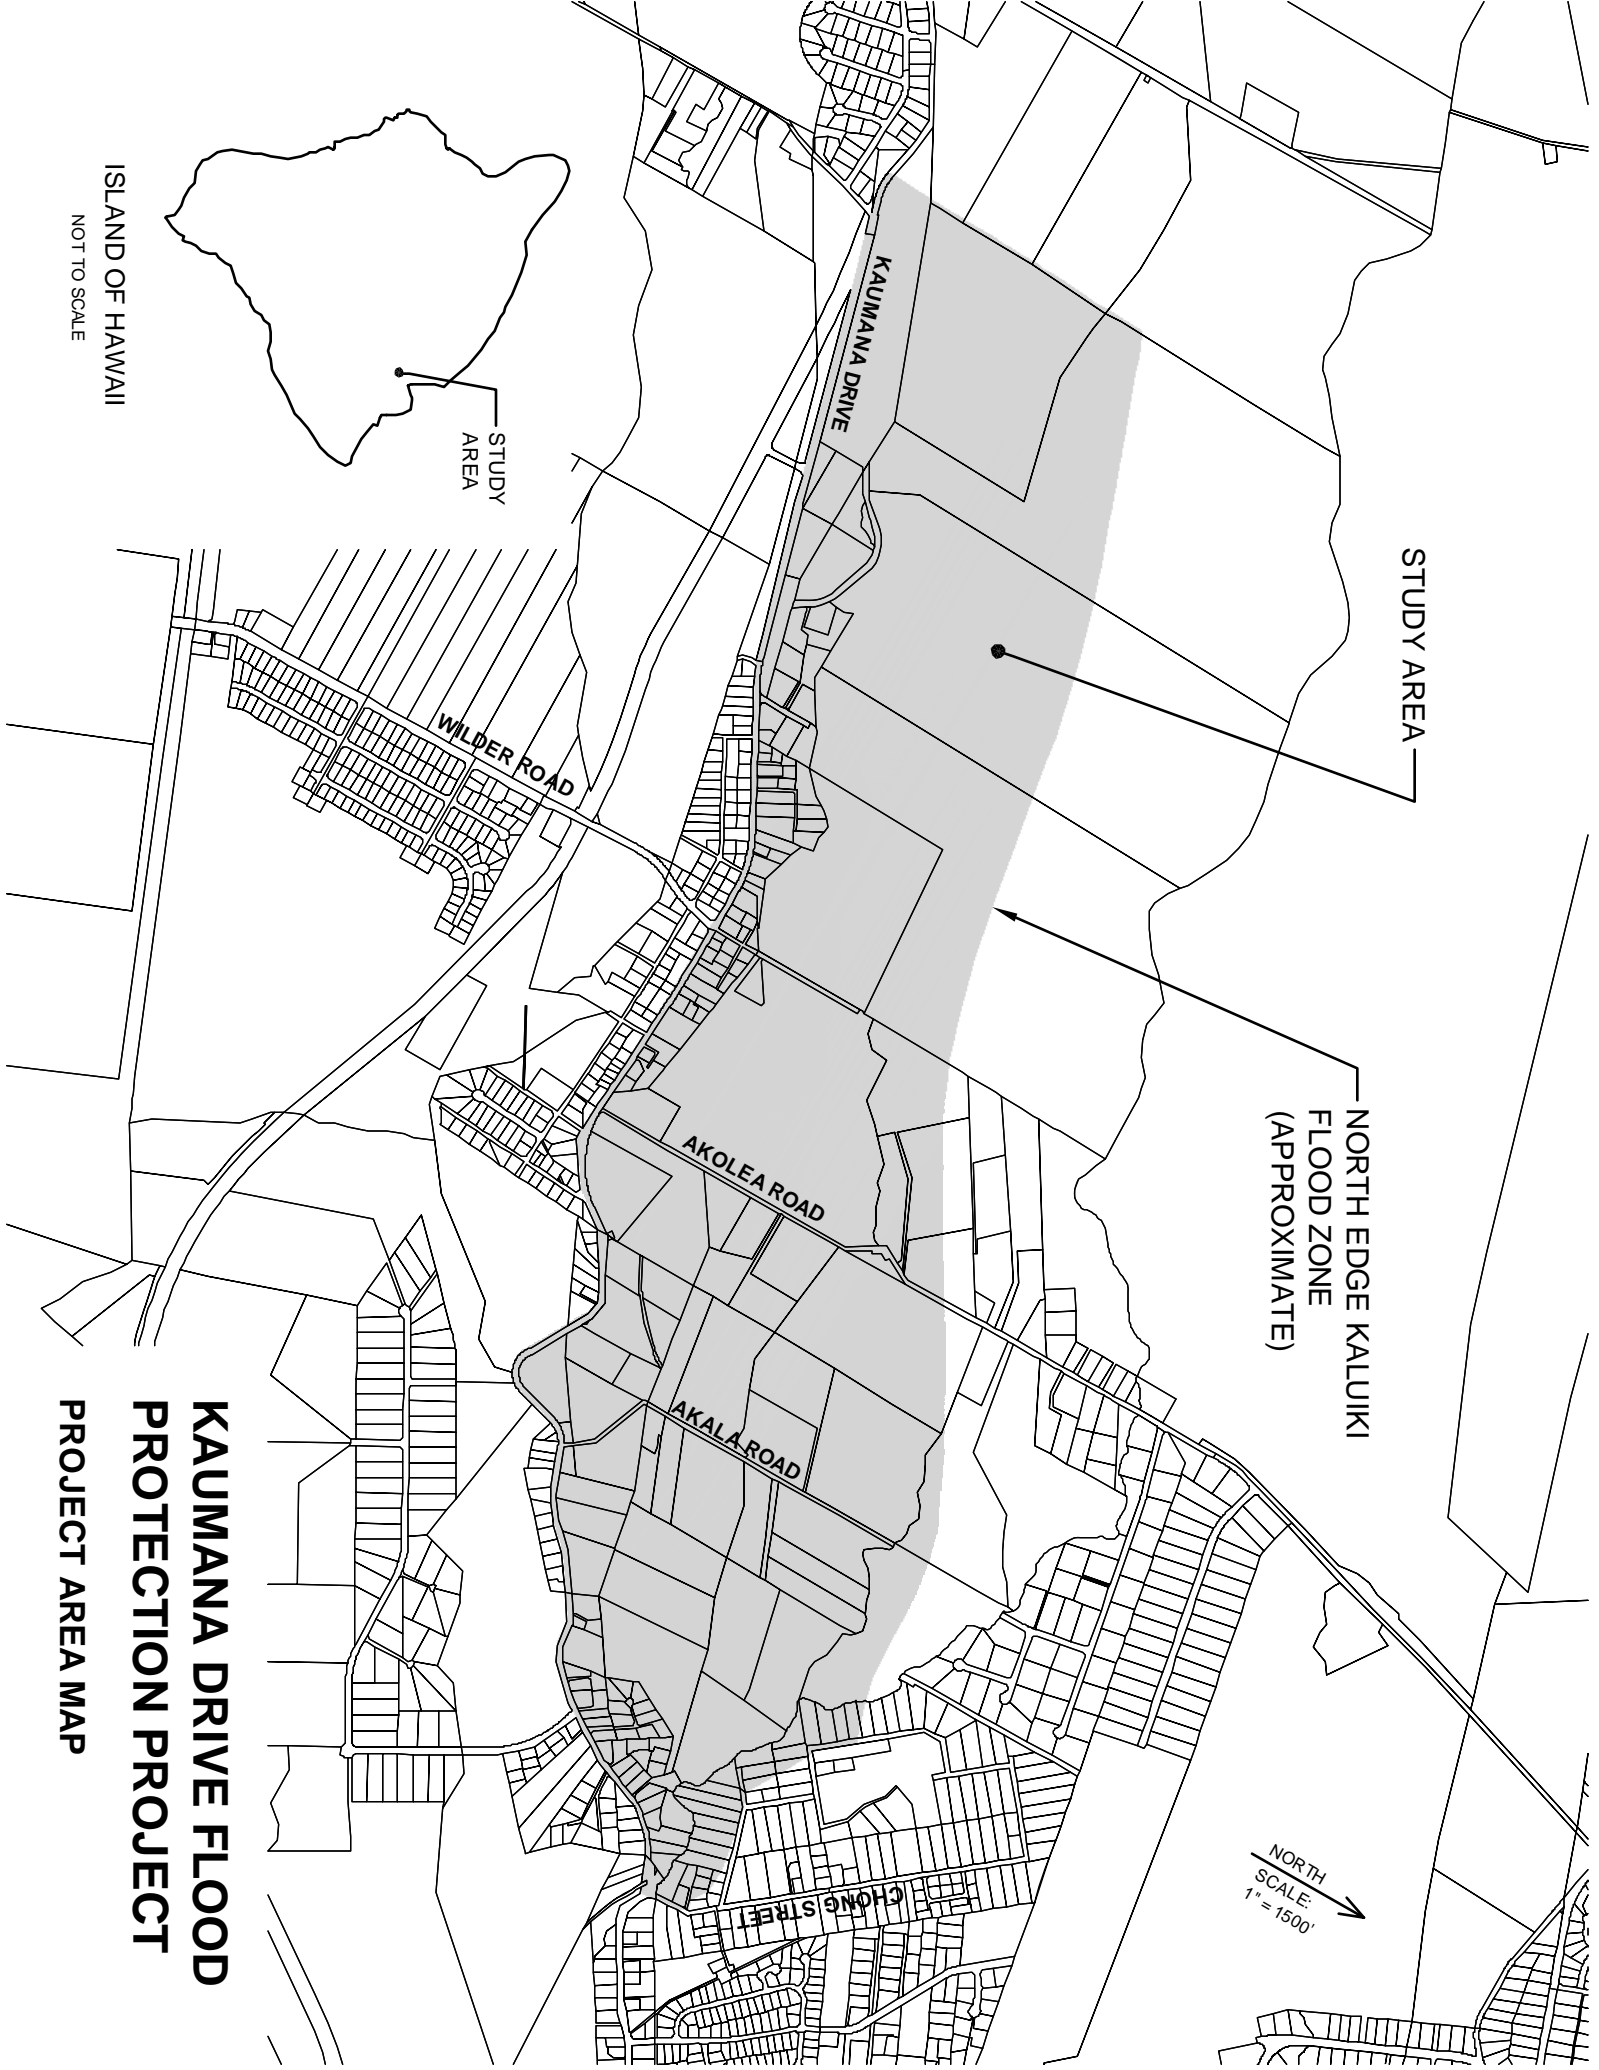 STUDY AREA
NORTH EDGE KALUIKI
FLOOD ZONE
(APPROXIMATE)
KAUMANA DRIVE
WILDER ROAD
AKOLEA ROAD
AKALA ROAD
CHONG STREET
STUDY
AREA
ISLAND OF HAWAII
NOT TO SCALE
NORTH
SCALE:
1" = 1500'
KAUMANA DRIVE FLOOD
PROTECTION PROJECT
PROJECT AREA MAP